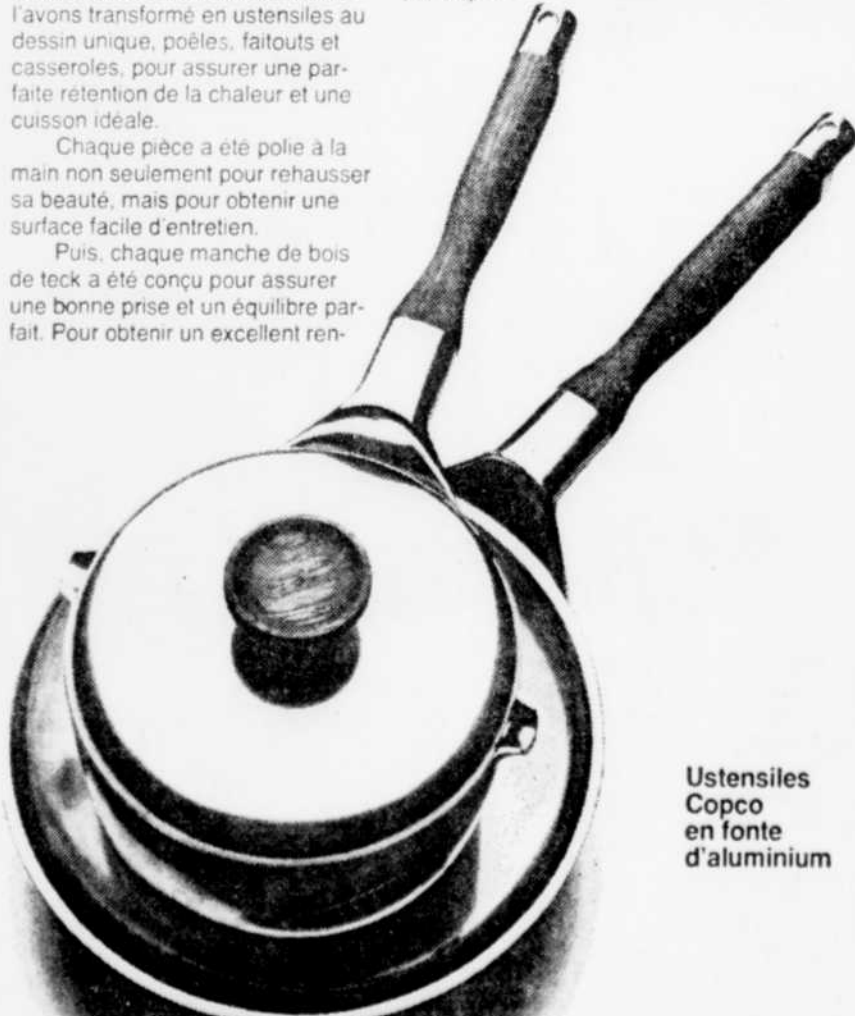 l'avons transformé en ustensiles au
dessin unique, poêles, faitouts et
casseroles, pour assurer une par-
faite rétention de la chaleur et une
cuisson idéale.
Chaque pièce a été polie à la
main non seulement pour rehausser
sa beauté, mais pour obtenir une
surface facile d'entretien.
Puis, chaque manche de bois
de teck a été conçu pour assurer
une bonne prise et un équilibre par-
fait. Pour obtenir un excellent ren-
Ustensiles
Copco
en fonte
d'aluminium